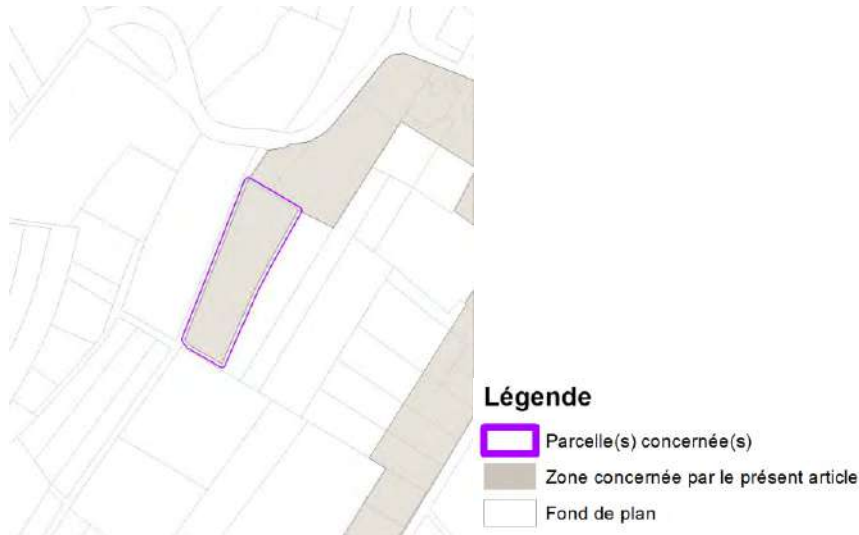 Légende
Parcelle(s) concernée(s)
Zone concernée par le présent article
Fond de plan